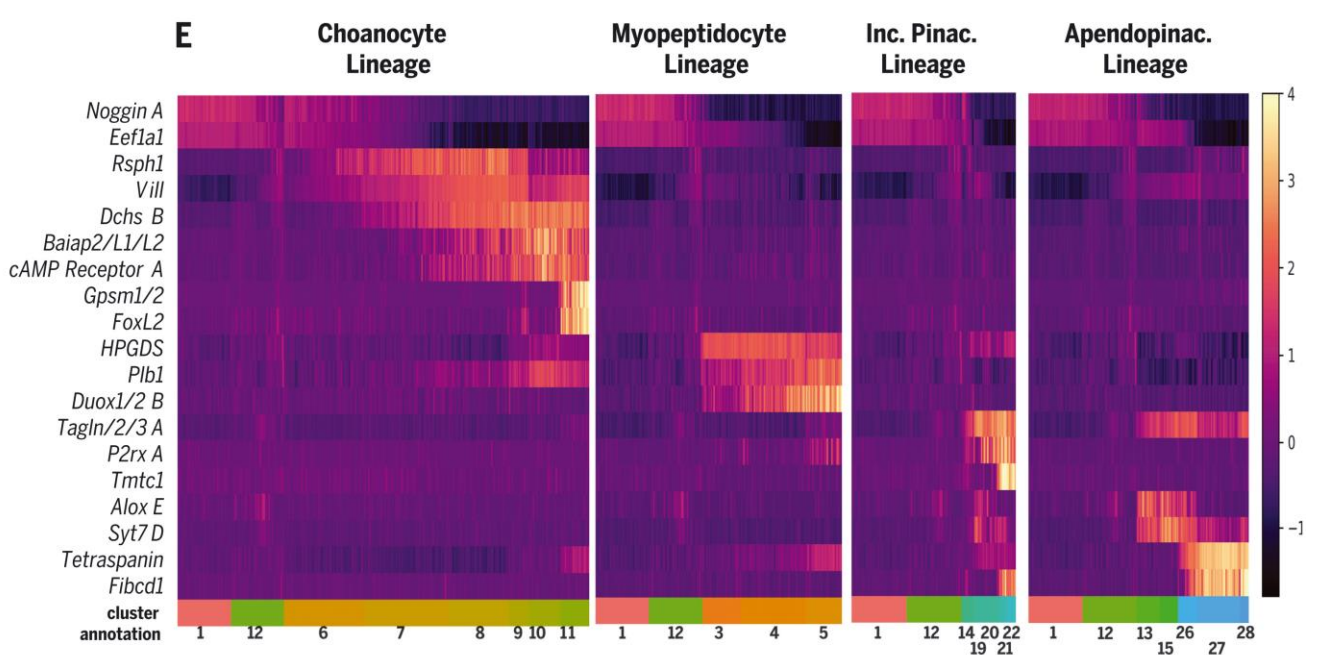 E
Choanocyte
Lineage
Myopeptidocyte
Lineage
Inc. Pinac.
Lineage
Apendopinac.
Lineage
Noggin A
Eef1a1
Rsph1
Vill
Dchs B
Baiap2/L1/L2
cAMP Receptor A
Gpsm1/2
FoxL2
HPGDS
Plb1
Duox1/2 B
Tagln/2/3 A
P2rx A
Tmtc1
Alox E
Syt7 D
Tetraspanin
Fibcd1
cluster
annotation
1 12 6 7 8 9 10 11
1 12 3 4 5
1 12 14 20 22
19 21
1 12 13 26 28
15 27
4
3
2
1
0
-1